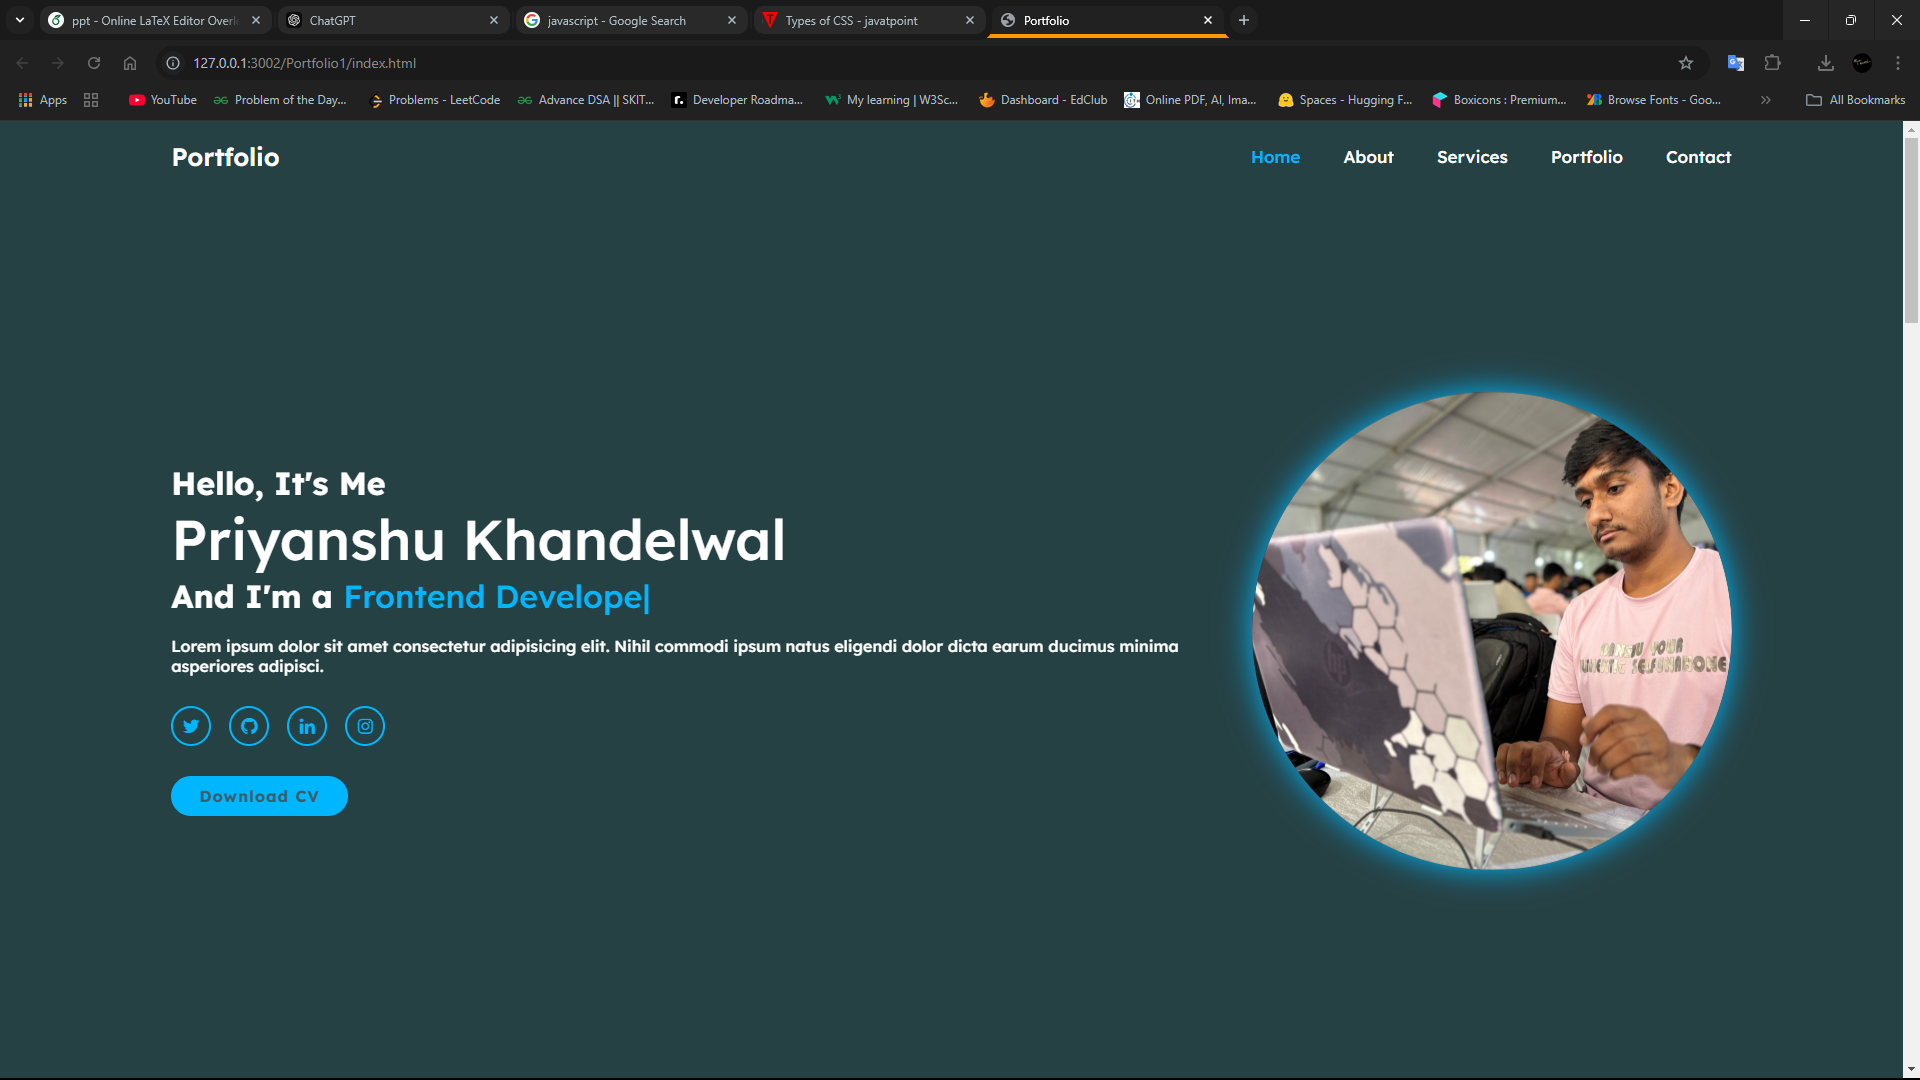 ppt - Online LaTeX Editor Overl
ChatGPT
javascript - Google Search
Types of CSS - javatpoint
Portfolio
127.0.0.1:3002/Portfolio1/index.html
Apps
YouTube
Problem of the Day...
Problems - LeetCode
Advance DSA || SKIT...
Developer Roadma...
My learning | W3Sc...
Dashboard - EdClub
Online PDF, AI, Ima...
Spaces - Hugging F...
Boxicons : Premium...
Browse Fonts - Goo...
All Bookmarks
Portfolio
Home About Services Portfolio Contact
Hello, It's Me
Priyanshu Khandelwal
And I'm a Frontend Develope|
Lorem ipsum dolor sit amet consectetur adipisicing elit. Nihil commodi ipsum natus eligendi dolor dicta earum ducimus minima
asperiores adipisci.
Download CV